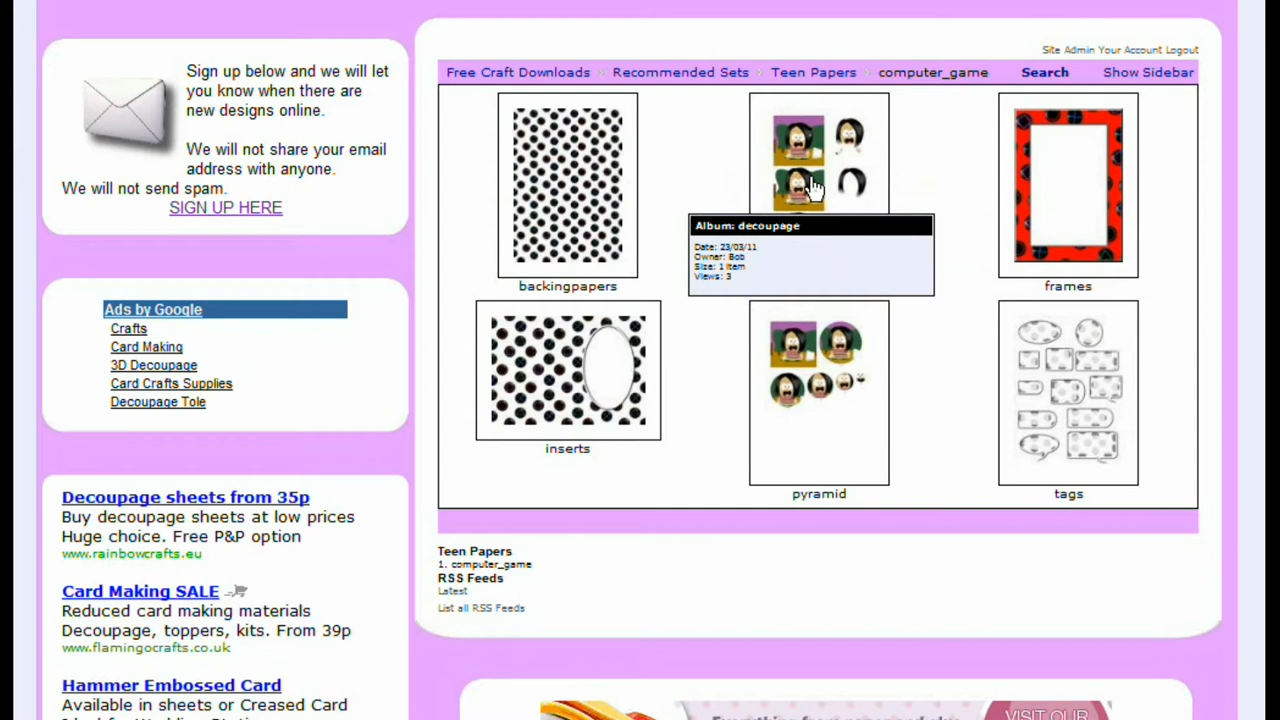 Sign up below and we will let
you know when there are
new designs online.
We will not share your email
address with anyone.
We will not send spam.
SIGN UP HERE
Ads by Google
Crafts
Card Making
3D Decoupage
Card Crafts Supplies
Decoupage Tole
Decoupage sheets from 35p
Buy decoupage sheets at low prices
Huge choice. Free P&P option
www.rainbowcrafts.eu
Card Making SALE
Reduced card making materials
Decoupage, toppers, kits. From 39p
www.flamingocrafts.co.uk
Hammer Embossed Card
Available in sheets or Creased Card
Site Admin Your Account Logout
Free Craft Downloads » Recommended Sets » Teen Papers » computer_game Search Show Sidebar
backingpapers
Album: decoupage
Date: 23/03/11
Owner: Bob
Size: 1 item
Views: 3
frames
inserts
pyramid
tags
Teen Papers
1. computer_game
RSS Feeds
Latest
List all RSS Feeds
VISIT OUR